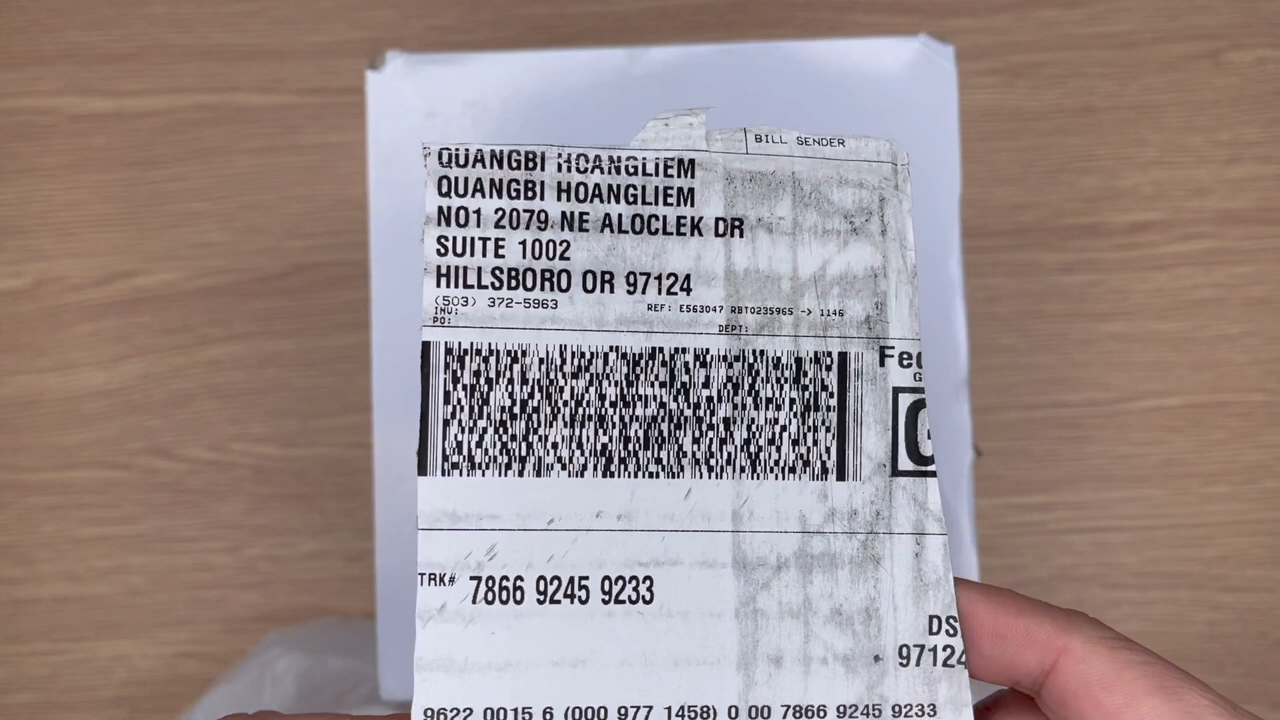 BILL SENDER
QUANGBI HOANGLIEM
QUANGBI HOANGLIEM
NO1 2079 NE ALOCLEK DR
SUITE 1002
HILLSBORO OR 97124
(503) 372-5963
INV:
REF: E563047 RBT0235965 -> 1146
PO:
DEPT:
Fed
G
G
TRK# 7866 9245 9233
DS
97124
9622 0015 6 (000 977 1458) 0 00 7866 9245 9233